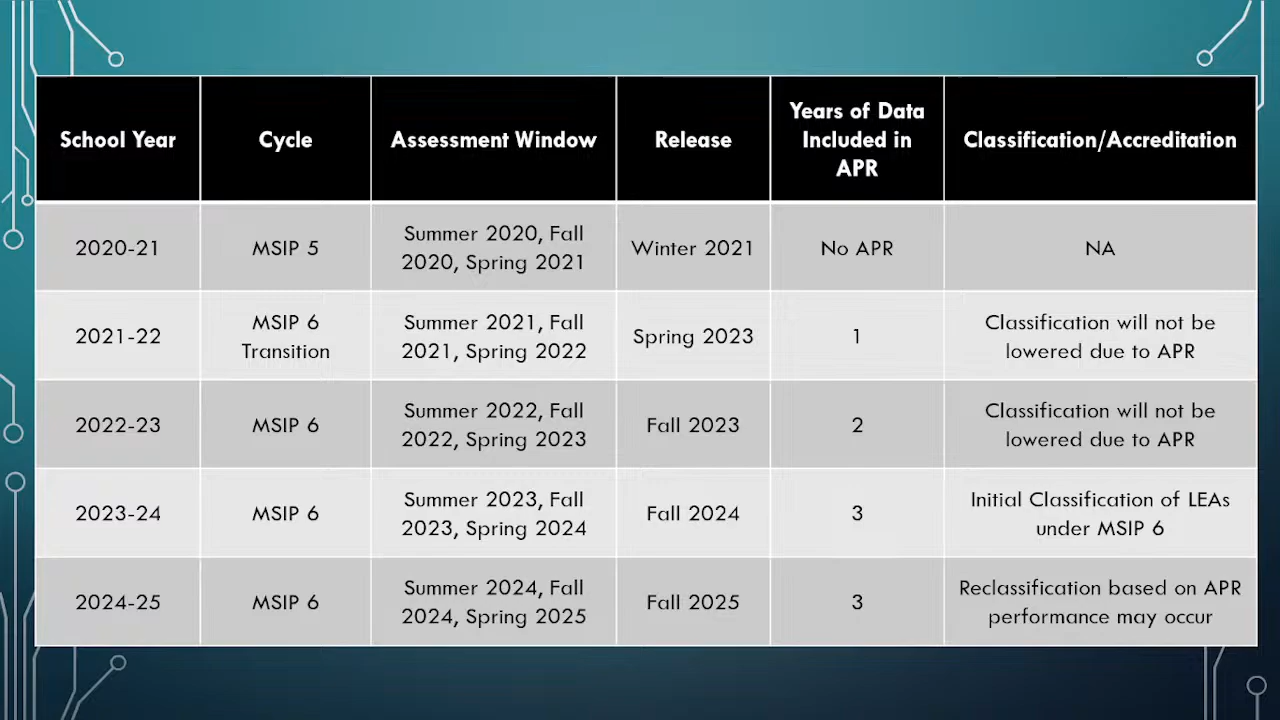 School Year
Cycle
Assessment Window
Release
Years of Data
Included in
APR
Classification/Accreditation
2020-21
MSIP 5
Summer 2020, Fall
2020, Spring 2021
Winter 2021
No APR
NA
2021-22
MSIP 6
Transition
Summer 2021, Fall
2021, Spring 2022
Spring 2023
1
Classification will not be
lowered due to APR
2022-23
MSIP 6
Summer 2022, Fall
2022, Spring 2023
Fall 2023
2
Classification will not be
lowered due to APR
2023-24
MSIP 6
Summer 2023, Fall
2023, Spring 2024
Fall 2024
3
Initial Classification of LEAs
under MSIP 6
2024-25
MSIP 6
Summer 2024, Fall
2024, Spring 2025
Fall 2025
3
Reclassification based on APR
performance may occur